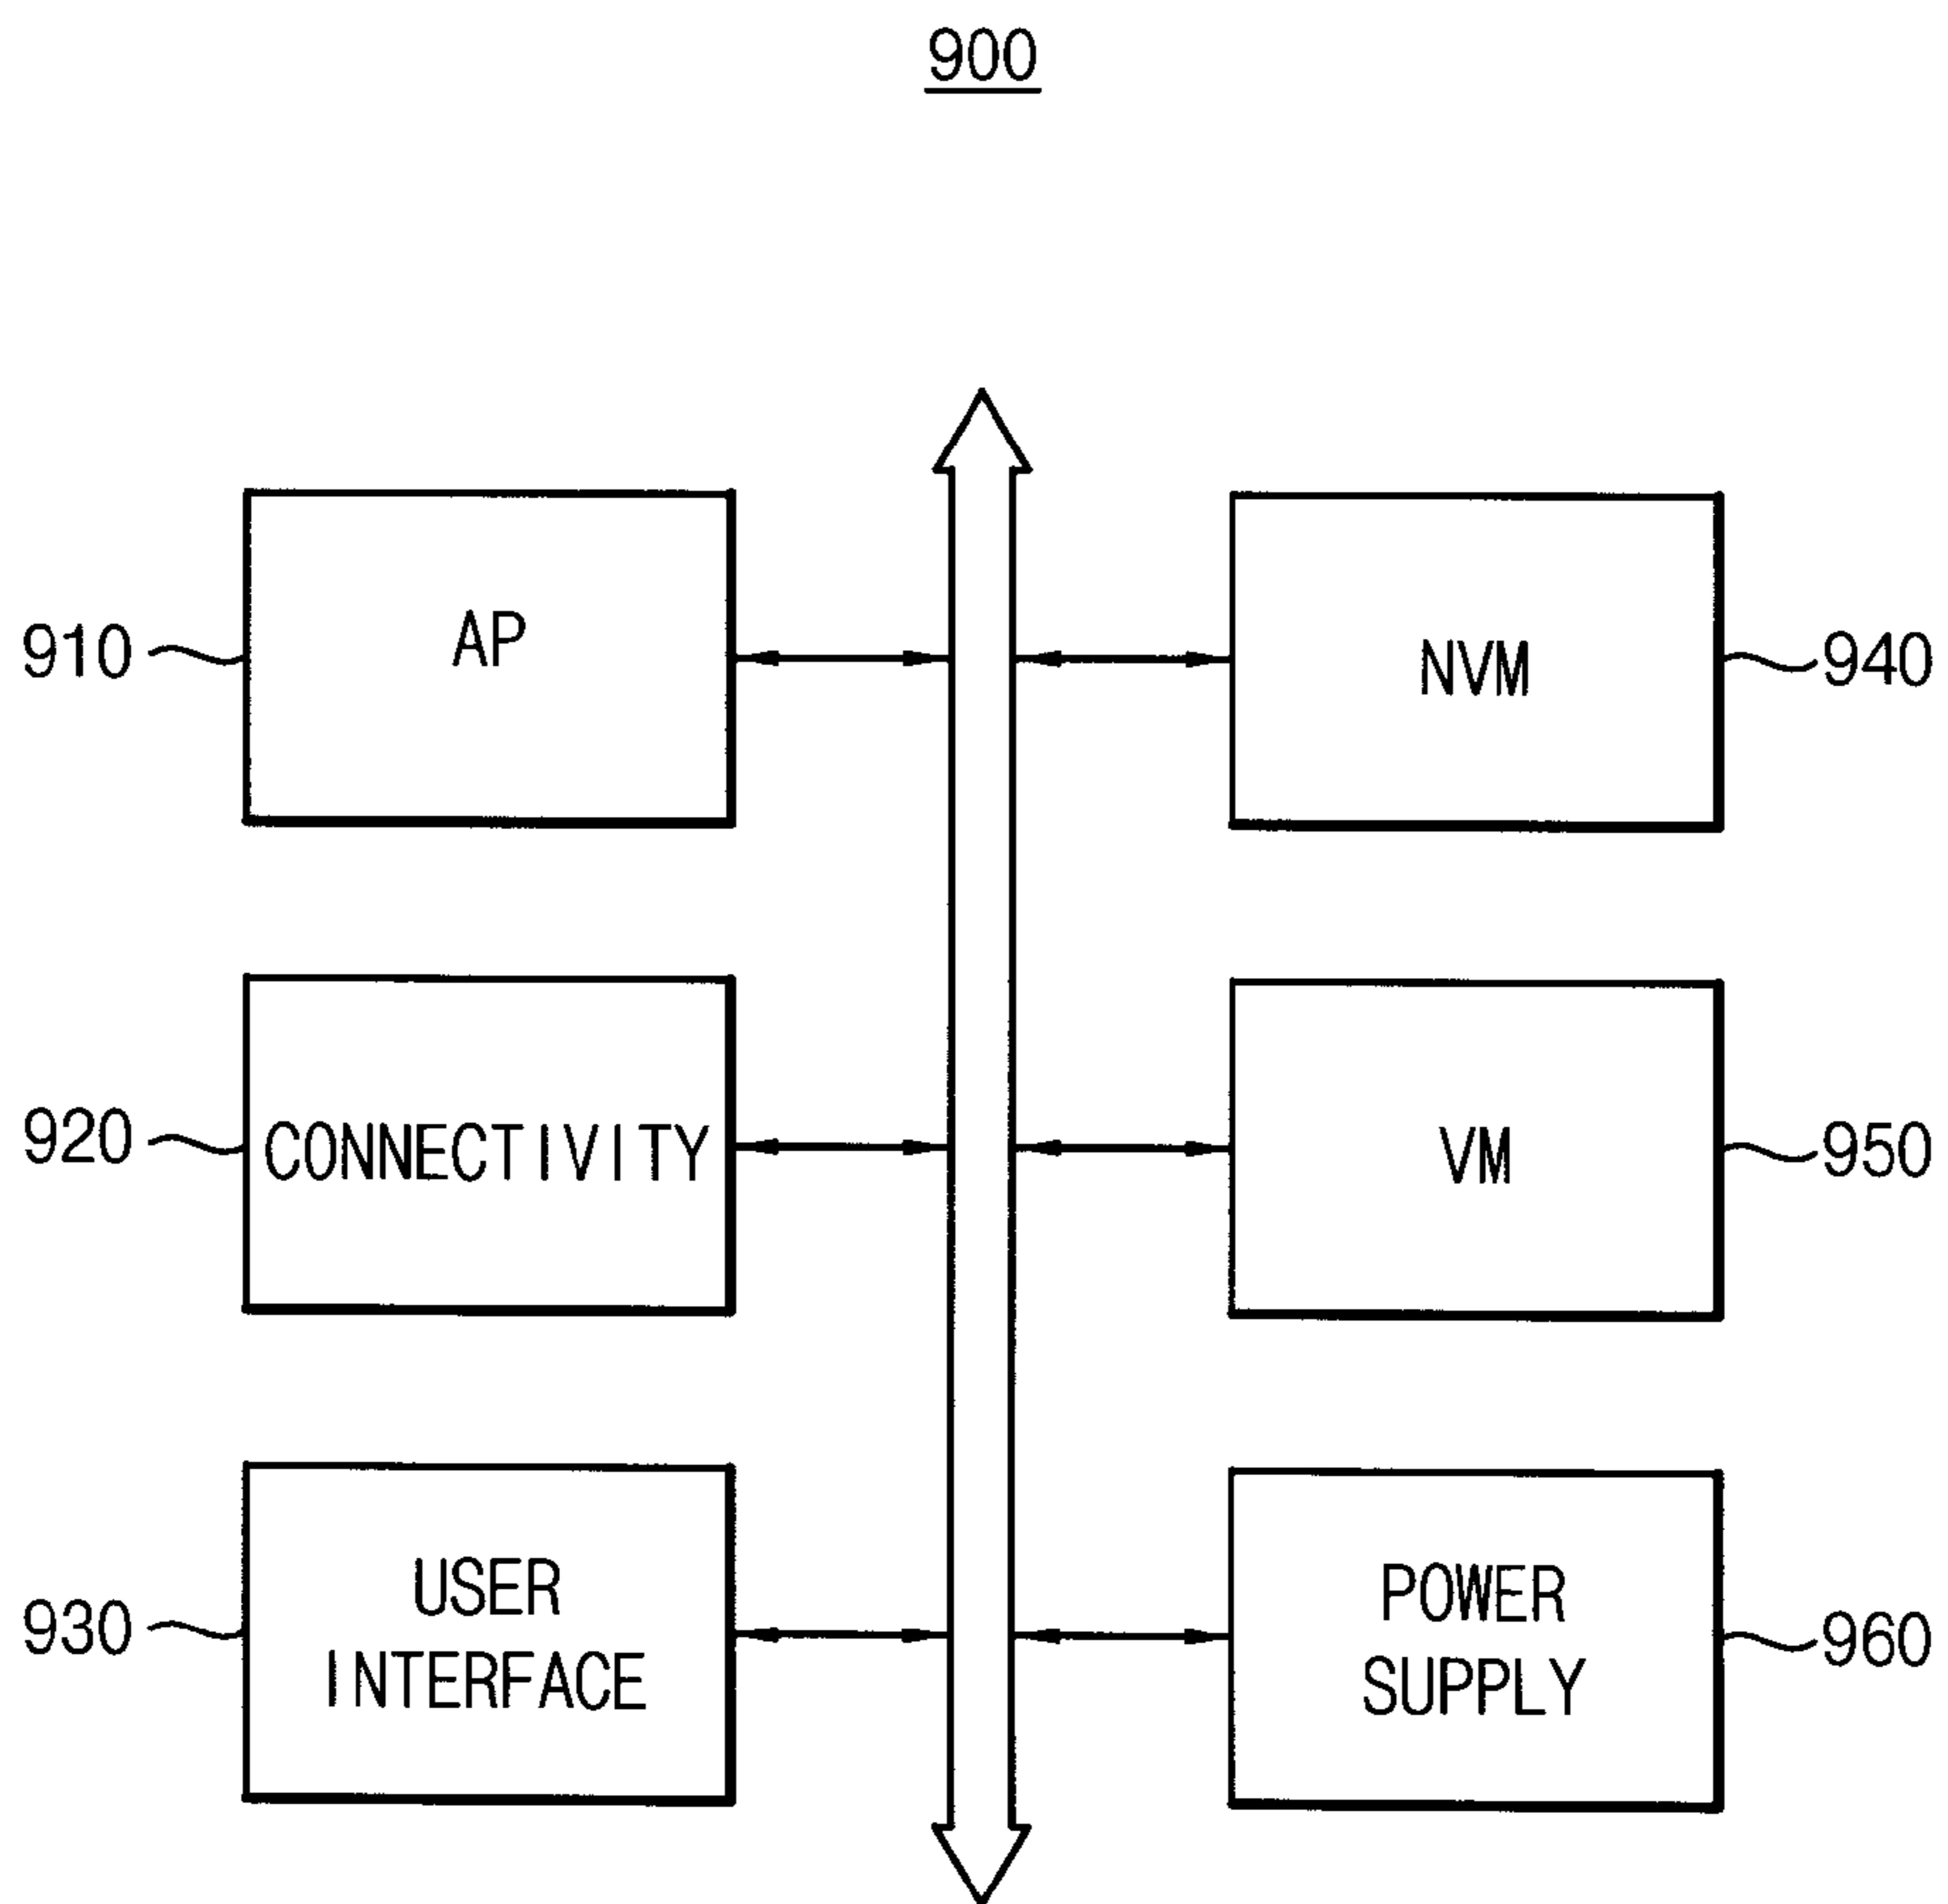 900
910
AP
NVM
940
920
CONNECTIVITY
VM
950
930
USER
INTERFACE
POWER
SUPPLY
960